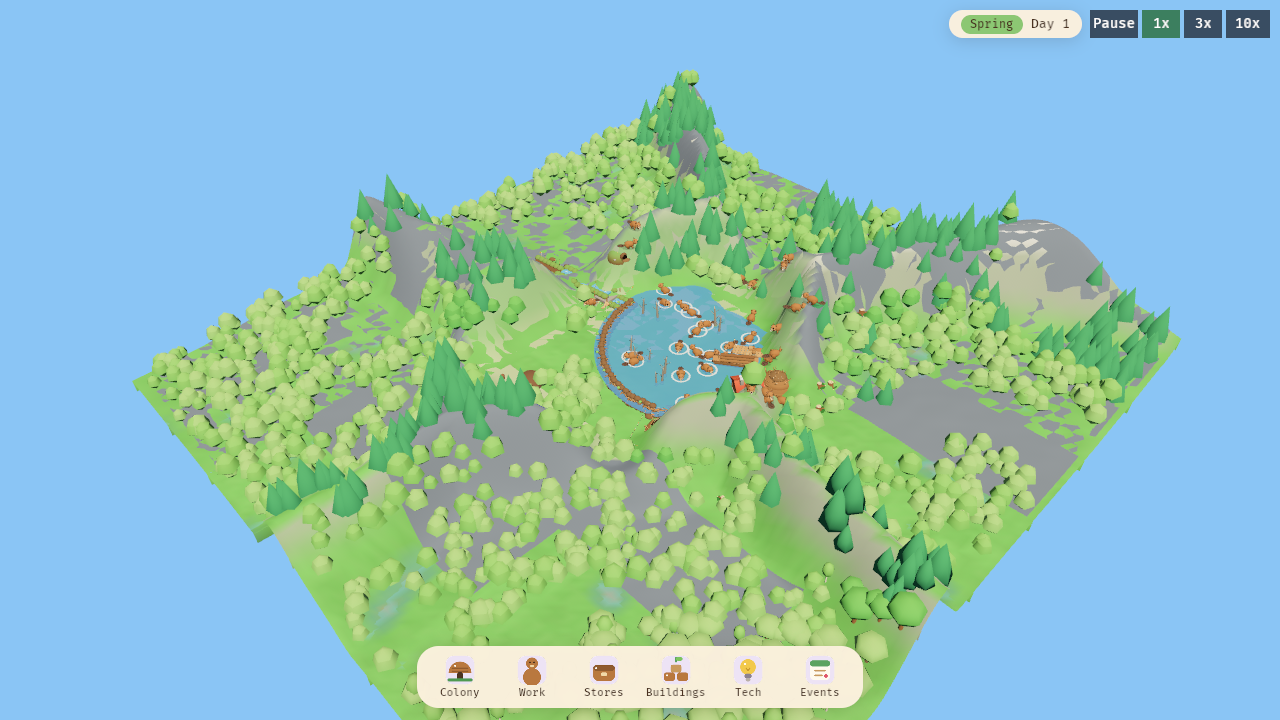 Spring Day 1 Pause 1x 3x 10x
Colony Work Stores Buildings Tech Events